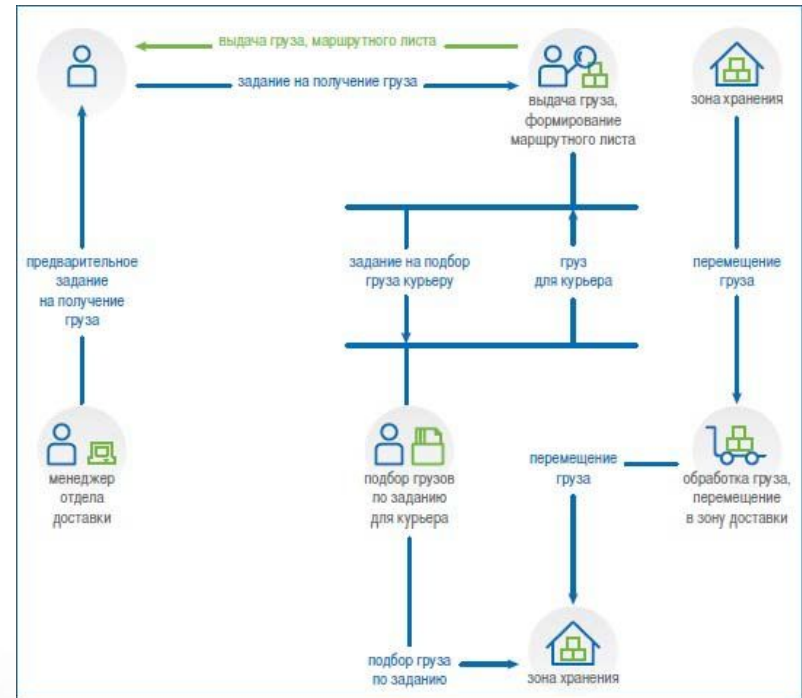 выдача груза, маршрутного листа
задание на получение груза
выдача груза,
формирование
маршрутного листа
зона хранения
предварительное
задание
на получение
груза
задание на подбор
груза курьеру
груз
для курьера
перемещение
груза
менеджер
отдела
доставки
подбор грузов
по заданию
для курьера
перемещение
груза
обработка груза,
перемещение
в зону доставки
подбор груза
по заданию
зона хранения